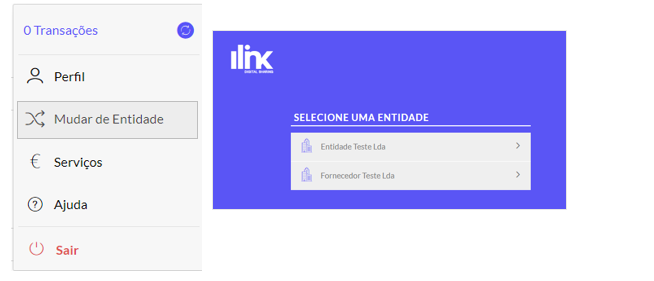 0 Transações
Perfil
Mudar de Entidade
€ Serviços
Ajuda
Sair
ilink
DIGITAL BANKING
SELECIONE UMA ENTIDADE
Entidade Teste Lda
Fornecedor Teste Lda